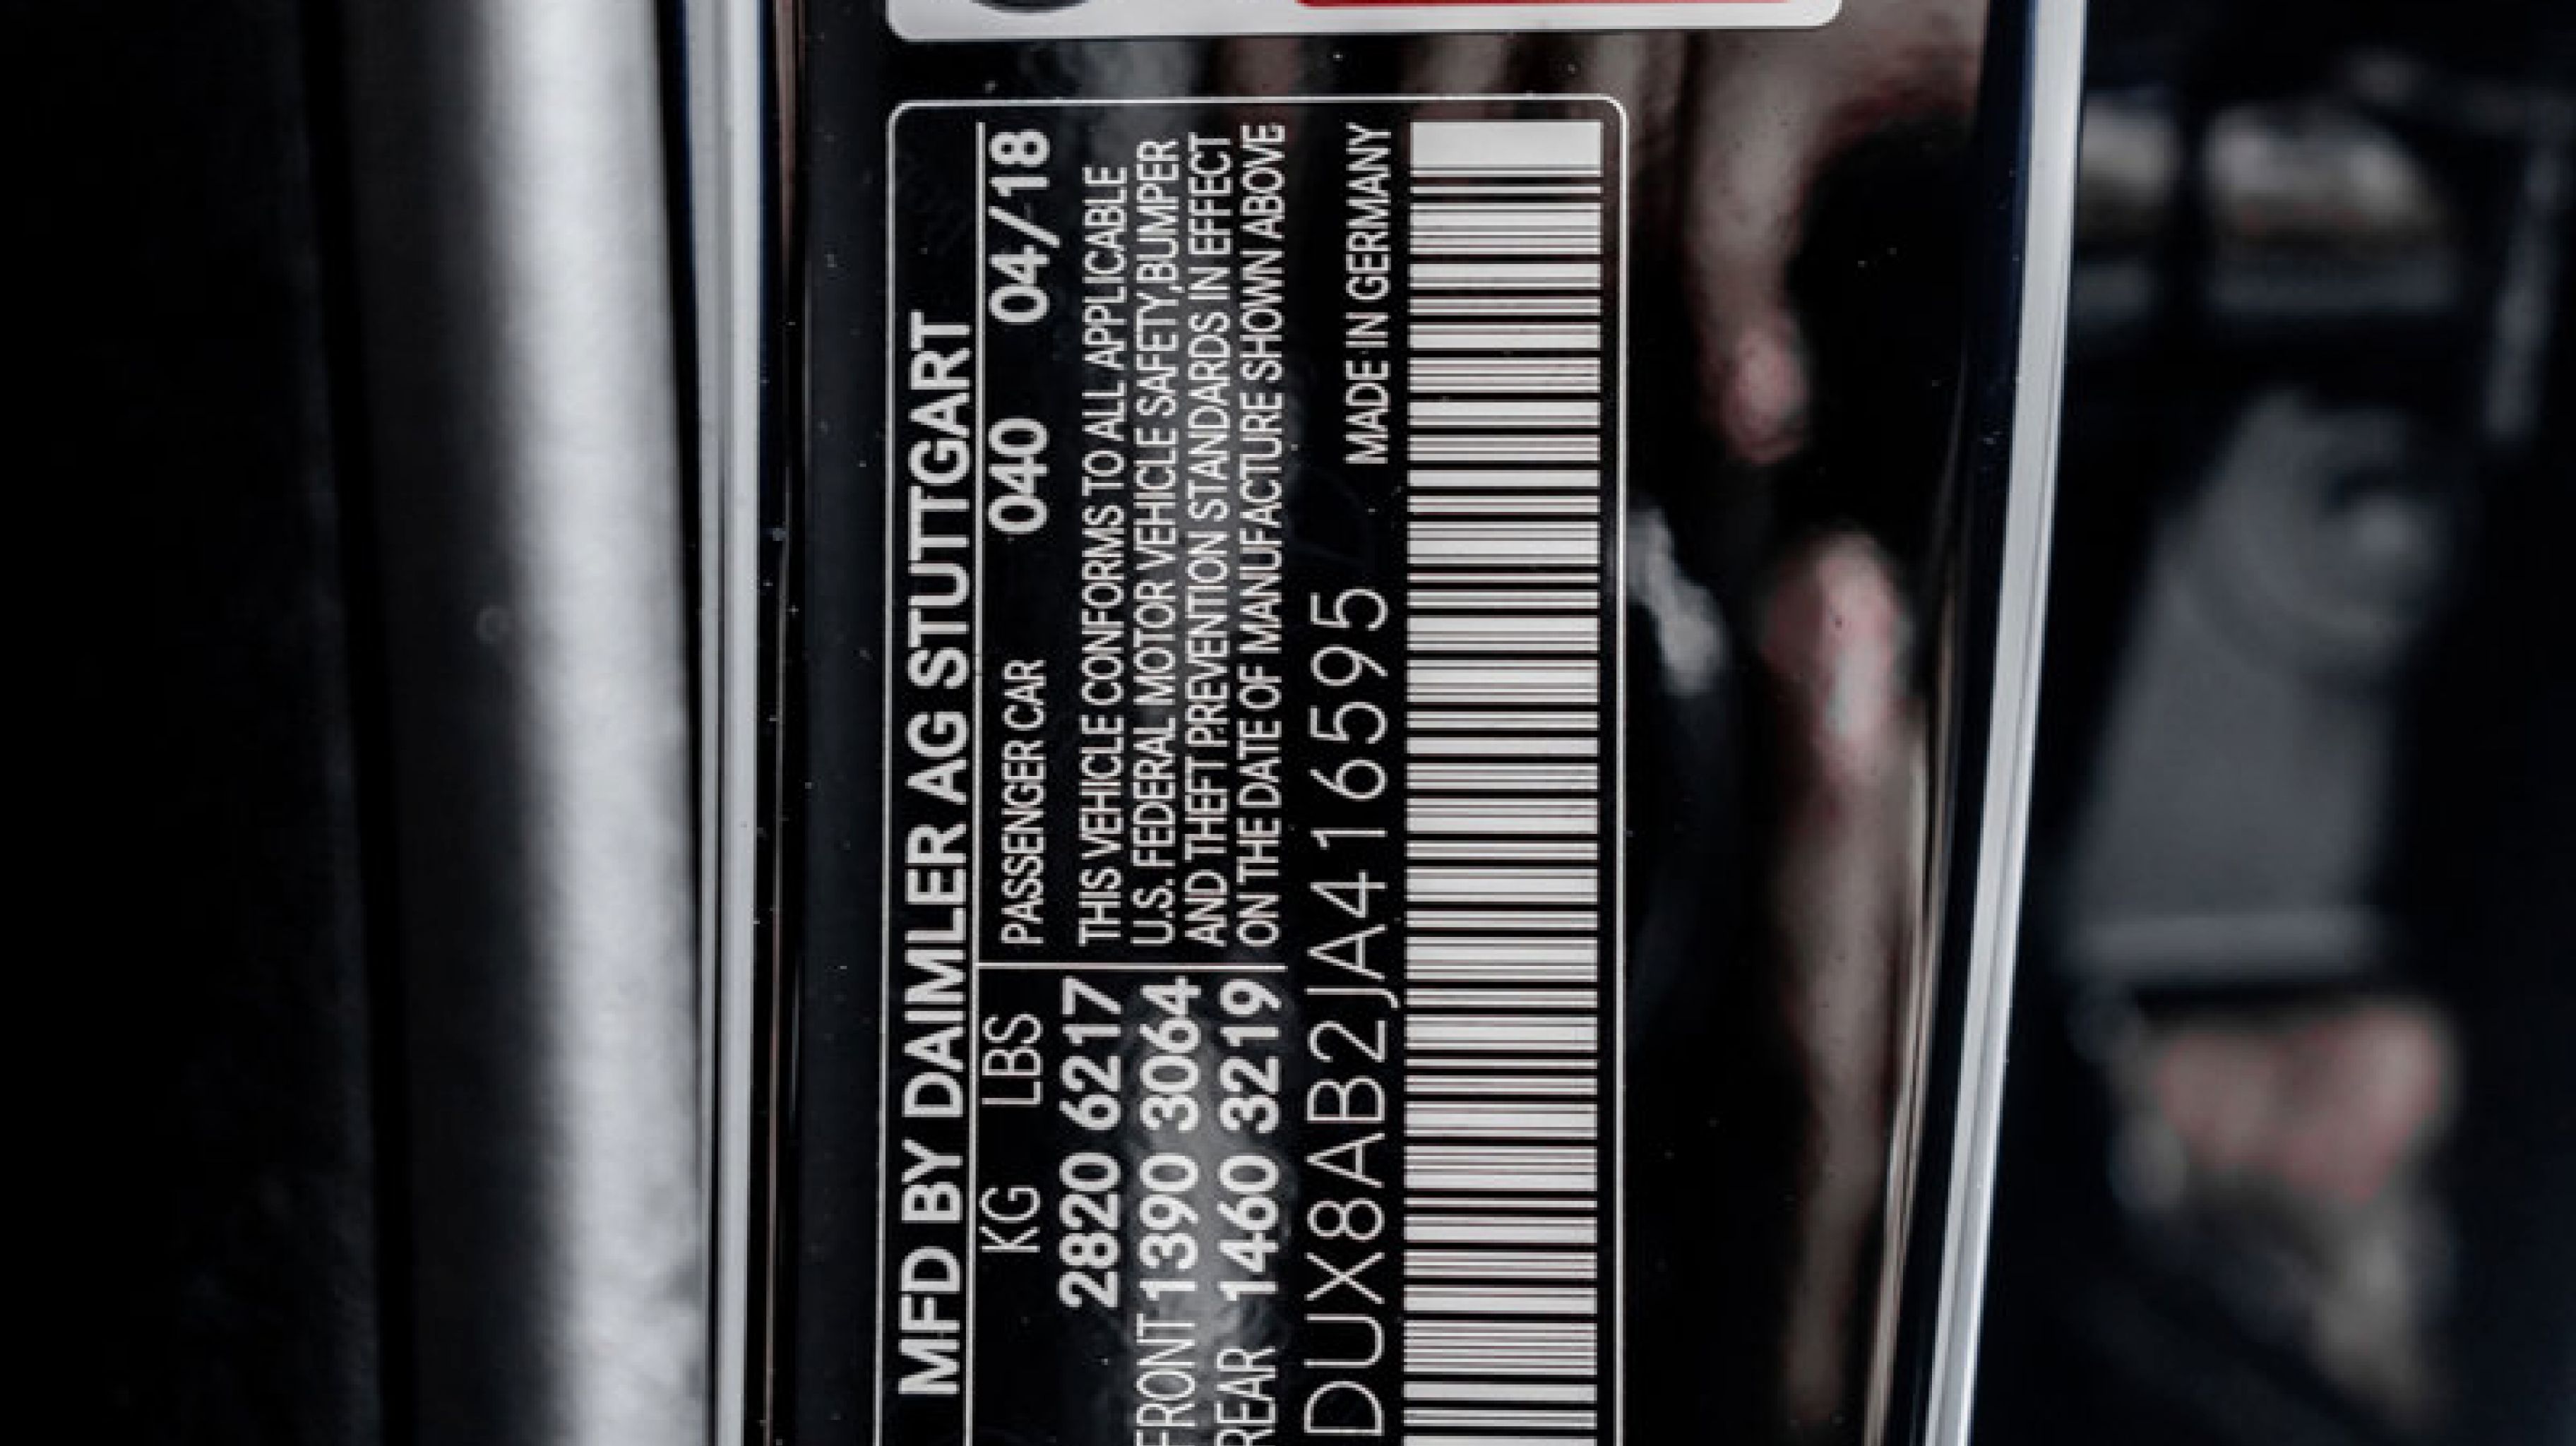 MFD BY DAIMLER AG STUTTGART
KG LBS
2820 6217
FRONT 1390 3064
REAR 1460 3219
PASSENGER CAR 040 04/18
THIS VEHICLE CONFORMS TO ALL APPLICABLE
U.S. FEDERAL MOTOR VEHICLE SAFETY,BUMPER
AND THEFT PREVENTION STANDARDS IN EFFECT
ON THE DATE OF MANUFACTURE SHOWN ABOVE
DUX8AB2JA416595
MADE IN GERMANY